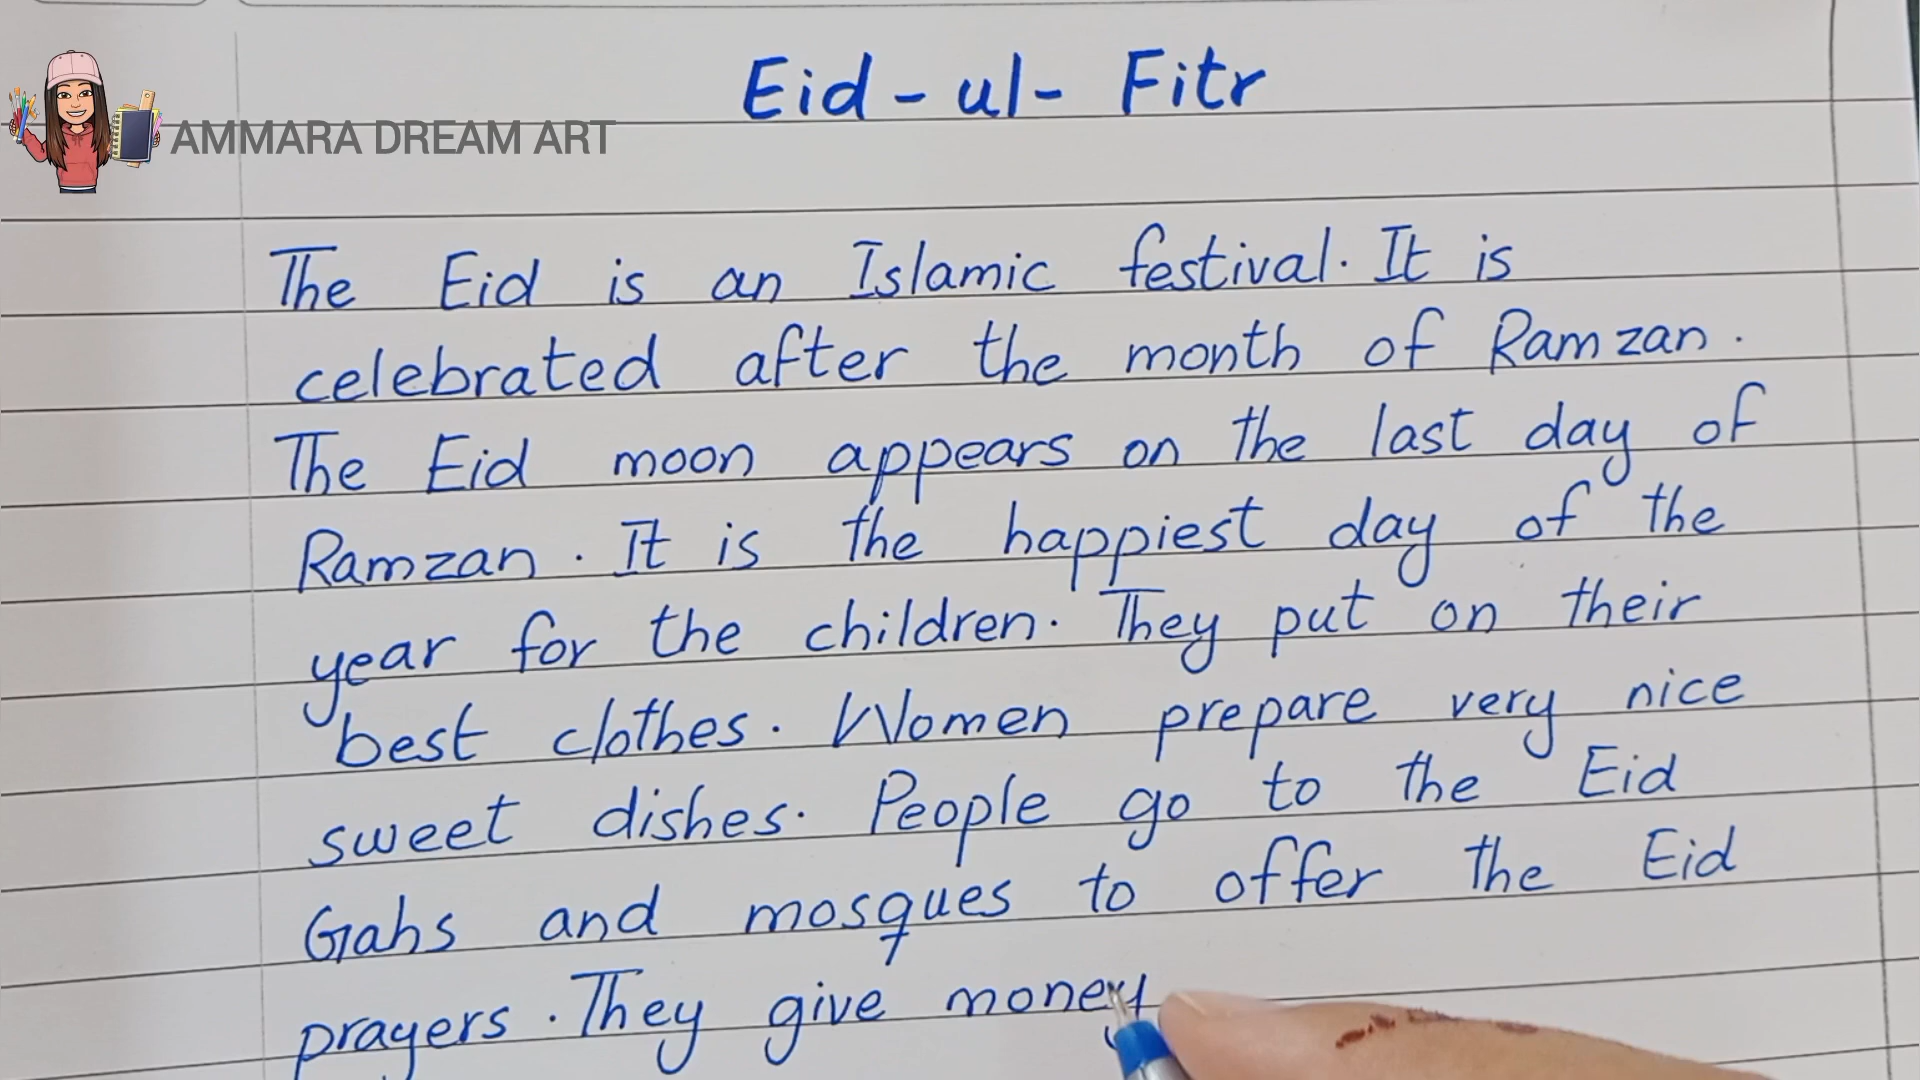 Eid - ul - Fitr
AMMARA DREAM ART
The Eid is an Islamic festival. It is
celebrated after the month of Ramzan.
The Eid moon appears on the last day of
Ramzan. It is the happiest day of the
year for the children. They put on their
best clothes. Women prepare very nice
sweet dishes. People go to the Eid
Gahs and mosques to offer the Eid
prayers. They give money